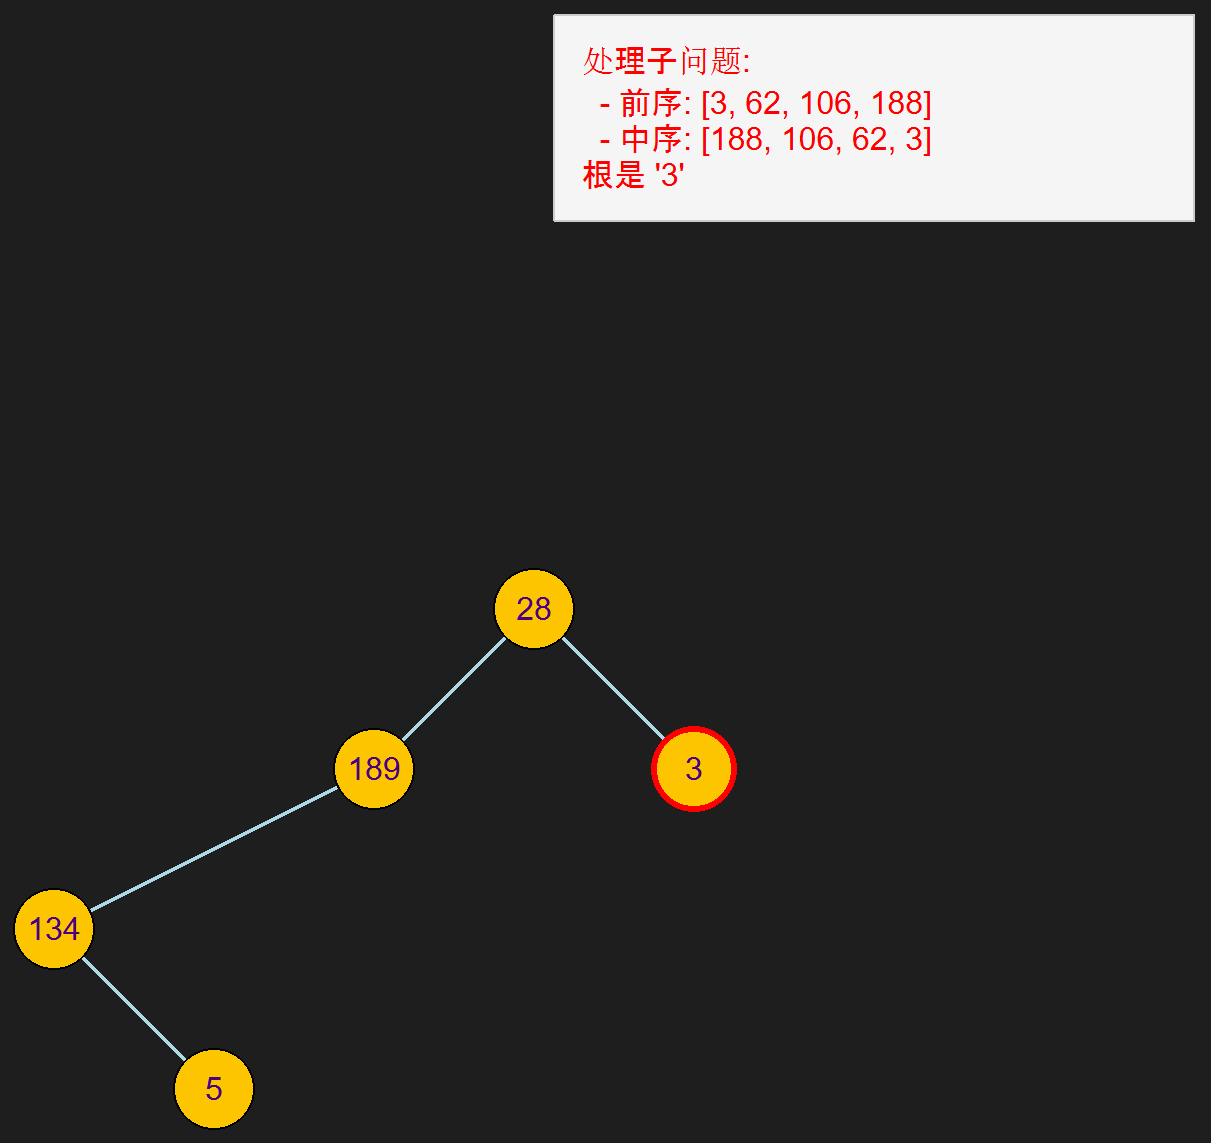 处理子问题:
- 前序: [3, 62, 106, 188]
- 中序: [188, 106, 62, 3]
根是 '3'
28
189
3
134
5